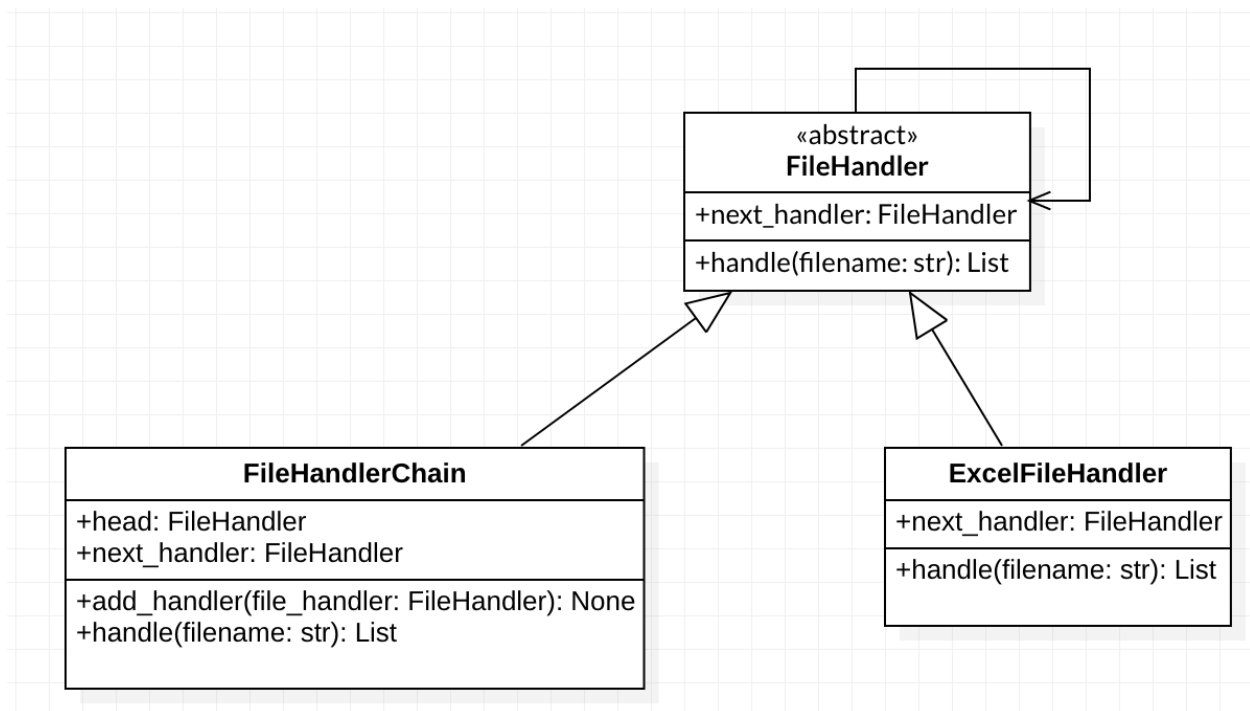 «abstract»
FileHandler
+next_handler: FileHandler
+handle(filename: str): List
FileHandlerChain
+head: FileHandler
+next_handler: FileHandler
+add_handler(file_handler: FileHandler): None
+handle(filename: str): List
ExcelFileHandler
+next_handler: FileHandler
+handle(filename: str): List